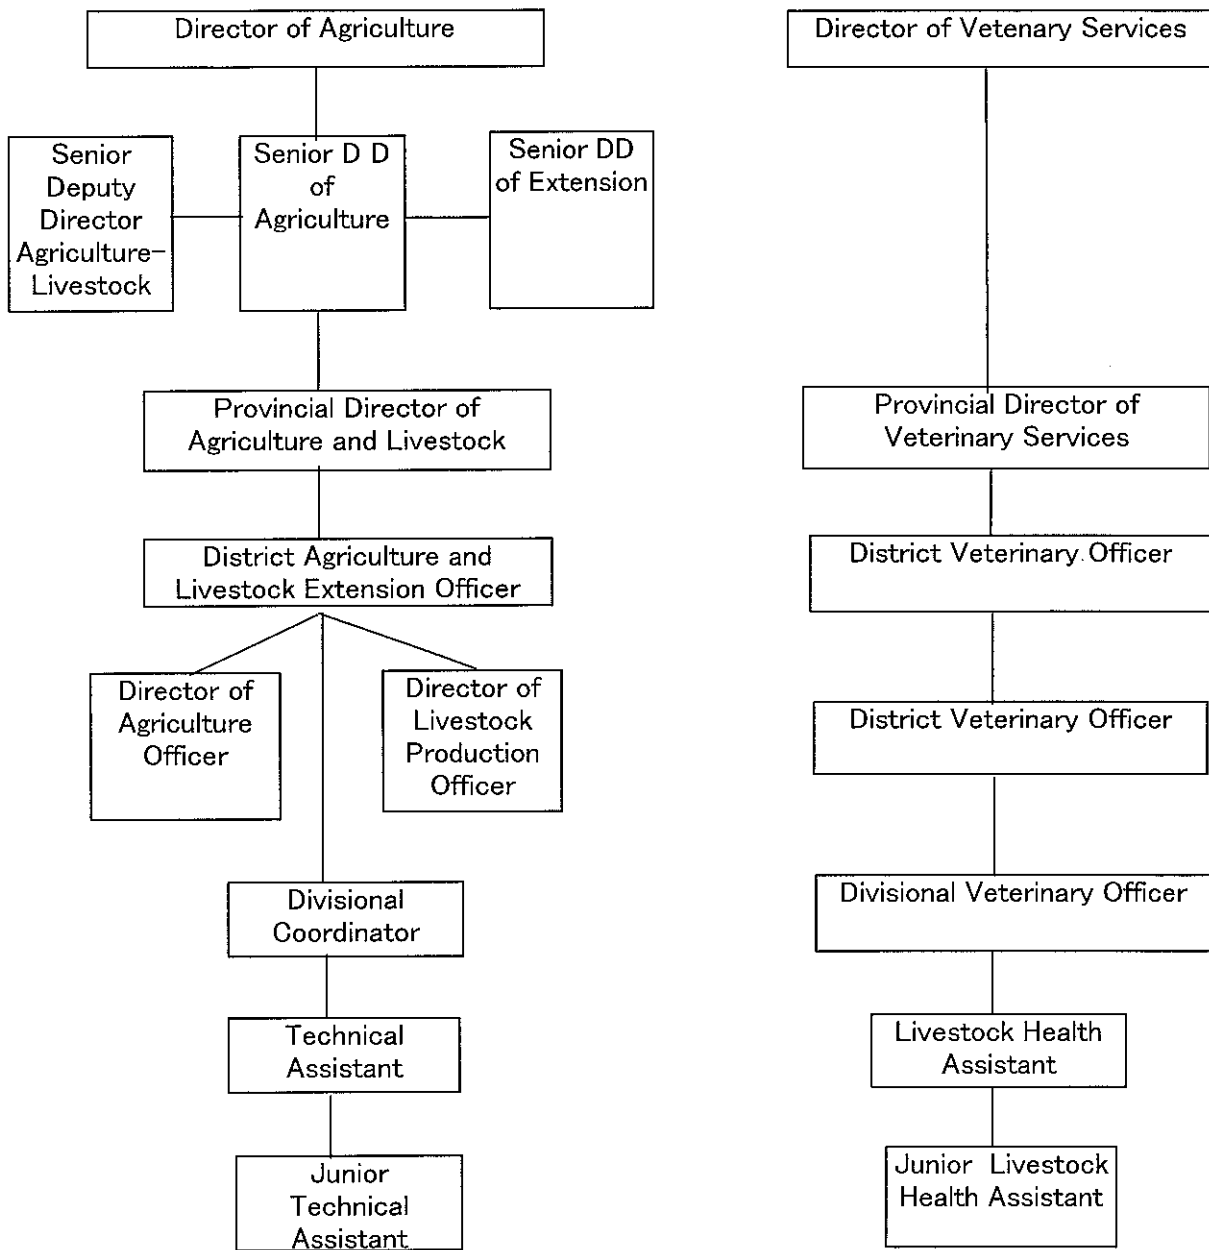 Director of Agriculture
Director of Vetenary Services
Senior
Deputy
Director
Agriculture-
Livestock
Senior D D
of
Agriculture
Senior DD
of Extension
Provincial Director of
Agriculture and Livestock
Provincial Director of
Veterinary Services
District Agriculture and
Livestock Extension Officer
District Veterinary Officer
Director of
Agriculture
Officer
Director of
Livestock
Production
Officer
District Veterinary Officer
Divisional
Coordinator
Divisional Veterinary Officer
Technical
Assistant
Livestock Health
Assistant
Junior
Technical
Assistant
Junior Livestock
Health Assistant